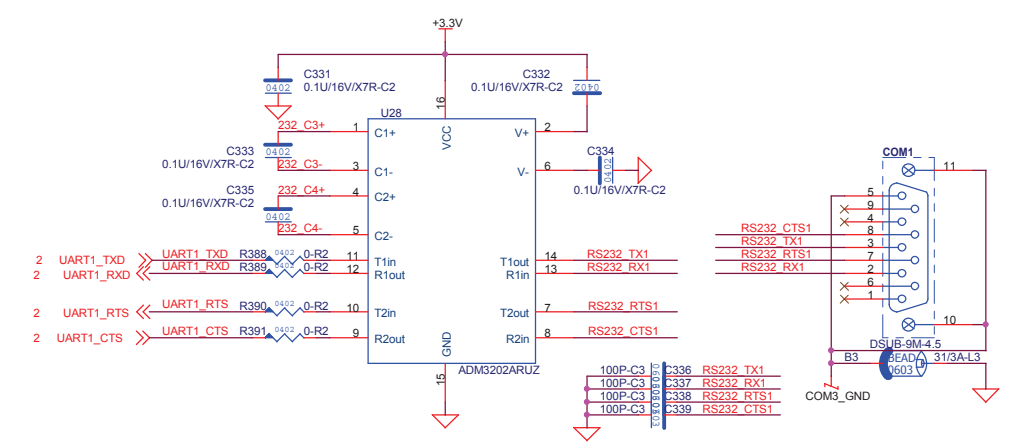 +3.3V
C331
0.1U/16V/X7R-C2
0402
C332
0.1U/16V/X7R-C2
0402
U28
16
VCC
232_C3+
1
C1+
V+
2
C333
0.1U/16V/X7R-C2
0402
232_C3-
3
C1-
V-
6
C334
0402
0.1U/16V/X7R-C2
C335
0.1U/16V/X7R-C2
0402
232_C4+
4
C2+
232_C4-
5
C2-
2 UART1_TXD
UART1_TXD R388 0402 0-R2
11
T1in
T1out
14
RS232_TX1
2 UART1_RXD
UART1_RXD R389 0402 0-R2
12
R1out
R1in
13
RS232_RX1
2 UART1_RTS
UART1_RTS R390 0402 0-R2
10
T2in
T2out
7
RS232_RTS1
2 UART1_CTS
UART1_CTS R391 0402 0-R2
9
R2out
R2in
8
RS232_CTS1
GND
15
ADM3202ARUZ
100P-C3 C336 RS232_TX1
100P-C3 C337 RS232_RX1
100P-C3 C338 RS232_RTS1
100P-C3 C339 RS232_CTS1
COM1
11
5
9
4
RS232_CTS1 8
RS232_TX1 3
RS232_RTS1 7
RS232_RX1 2
6
1
10
DSUB-9M-4.5
B3 BEAD 31/3A-L3
0603
COM3_GND